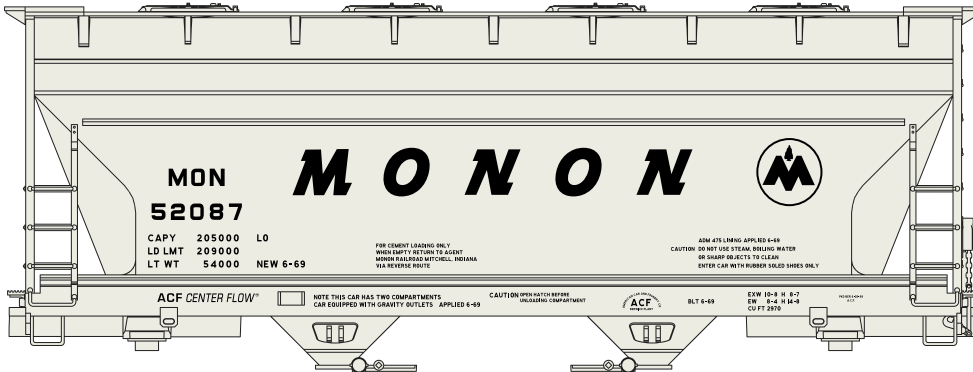 MONON
MON
52087
CAPY 205000 LO
LD LMT 209000
LT WT 54000 NEW 6-69
FOR CEMENT LOADING ONLY
WHEN EMPTY RETURN TO AGENT
MONON RAILROAD MITCHELL, INDIANA
VIA REVERSE ROUTE
ADM 475 LINING APPLIED 6-69
CAUTION DO NOT USE STEAM, BOILING WATER
OR SHARP OBJECTS TO CLEAN
ENTER CAR WITH RUBBER SOLED SHOES ONLY
ACF CENTER FLOW®
NOTE THIS CAR HAS TWO COMPARTMENTS
CAR EQUIPPED WITH GRAVITY OUTLETS APPLIED 6-69
CAUTION OPEN HATCH BEFORE
UNLOADING COMPARTMENT
ACF
BLT 6-69
EXW 10-8 H 8-7
EW 8-4 H 14-8
CU FT 2970